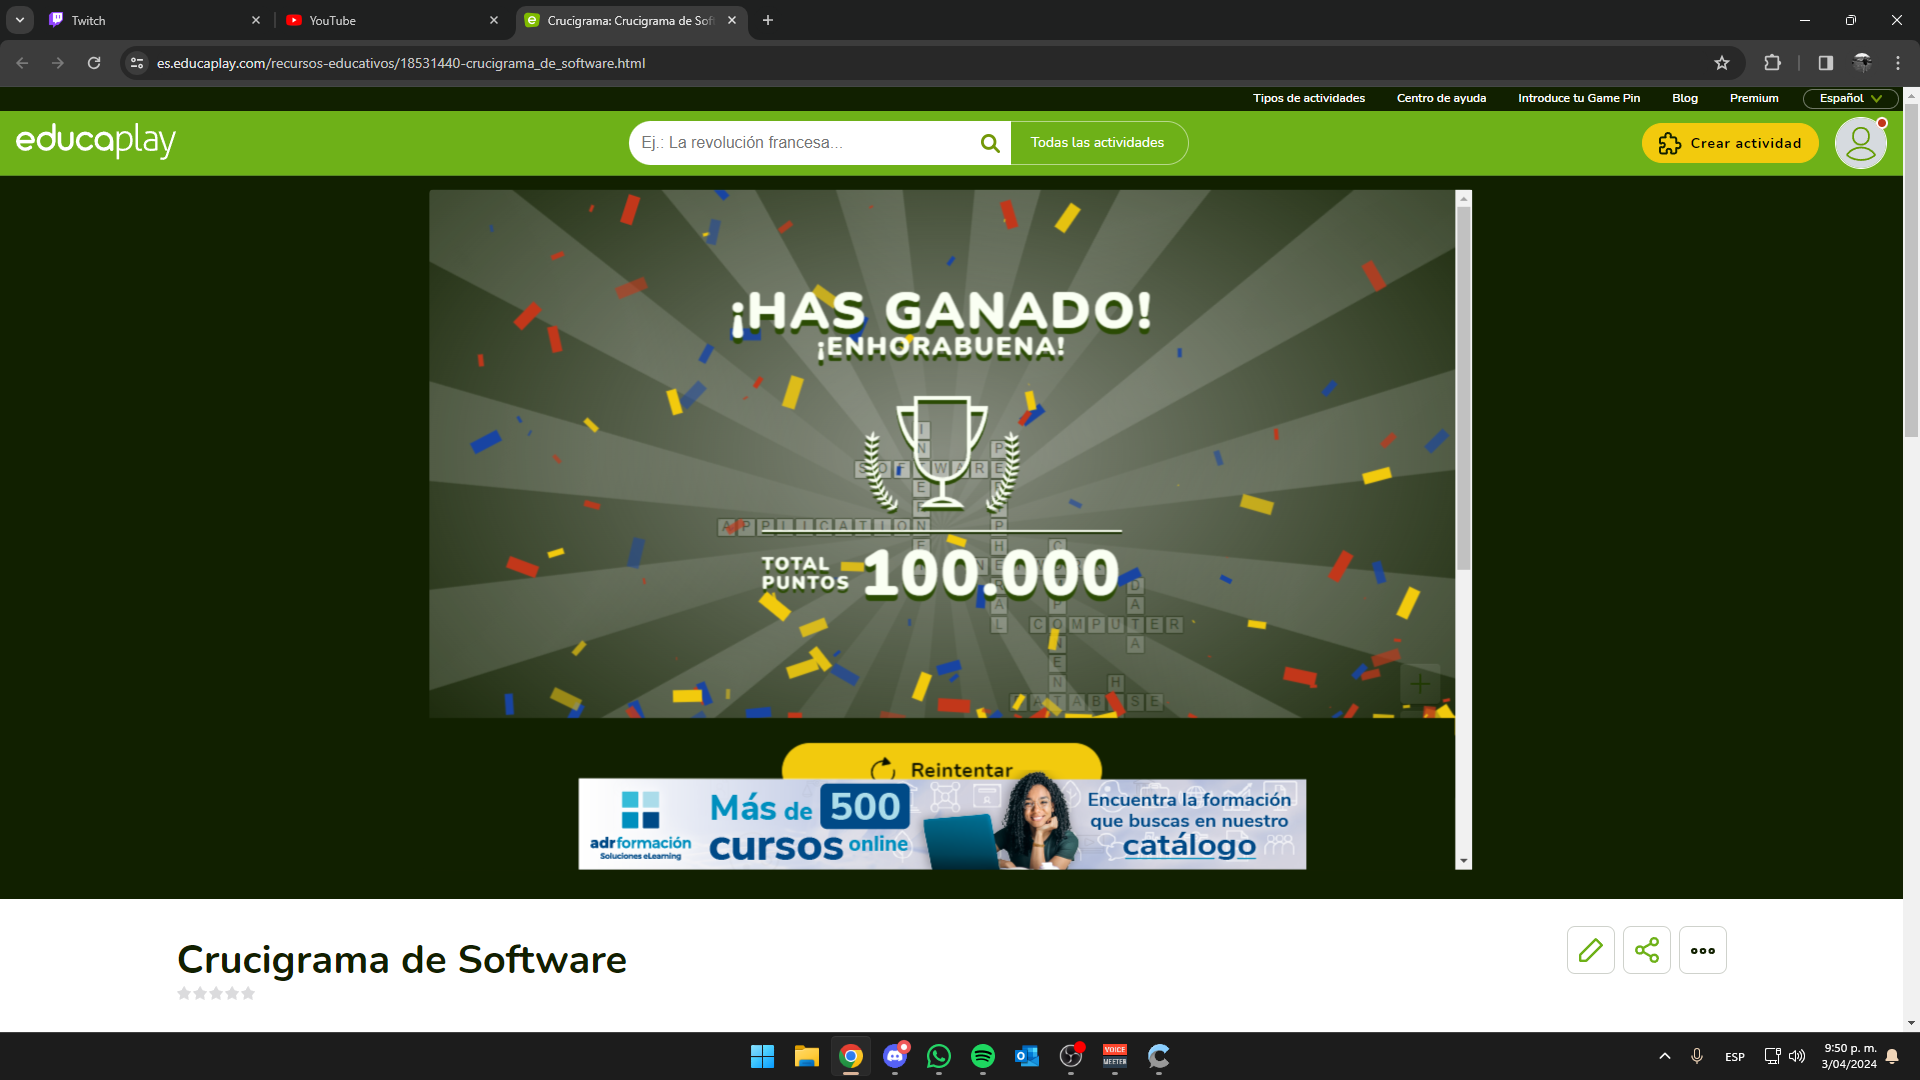 Twitch
YouTube
Crucigrama: Crucigrama de Sof
es.educaplay.com/recursos-educativos/18531440-crucigrama_de_software.html
Tipos de actividades
Centro de ayuda
Introduce tu Game Pin
Blog
Premium
Español
educaplay
Ej.: La revolución francesa...
Todas las actividades
Crear actividad
¡HAS GANADO!
¡ENHORABUENA!
SOFTWARE
APPLICATION
TOTAL
PUNTOS
100.000
DATA
COMPUTER
Reintentar
adrformación
Soluciones eLearning
Más de 500
cursos online
Encuentra la formación
que buscas en nuestro
catálogo
Crucigrama de Software
VOICE
MEETER
ESP
9:50 p. m.
3/04/2024